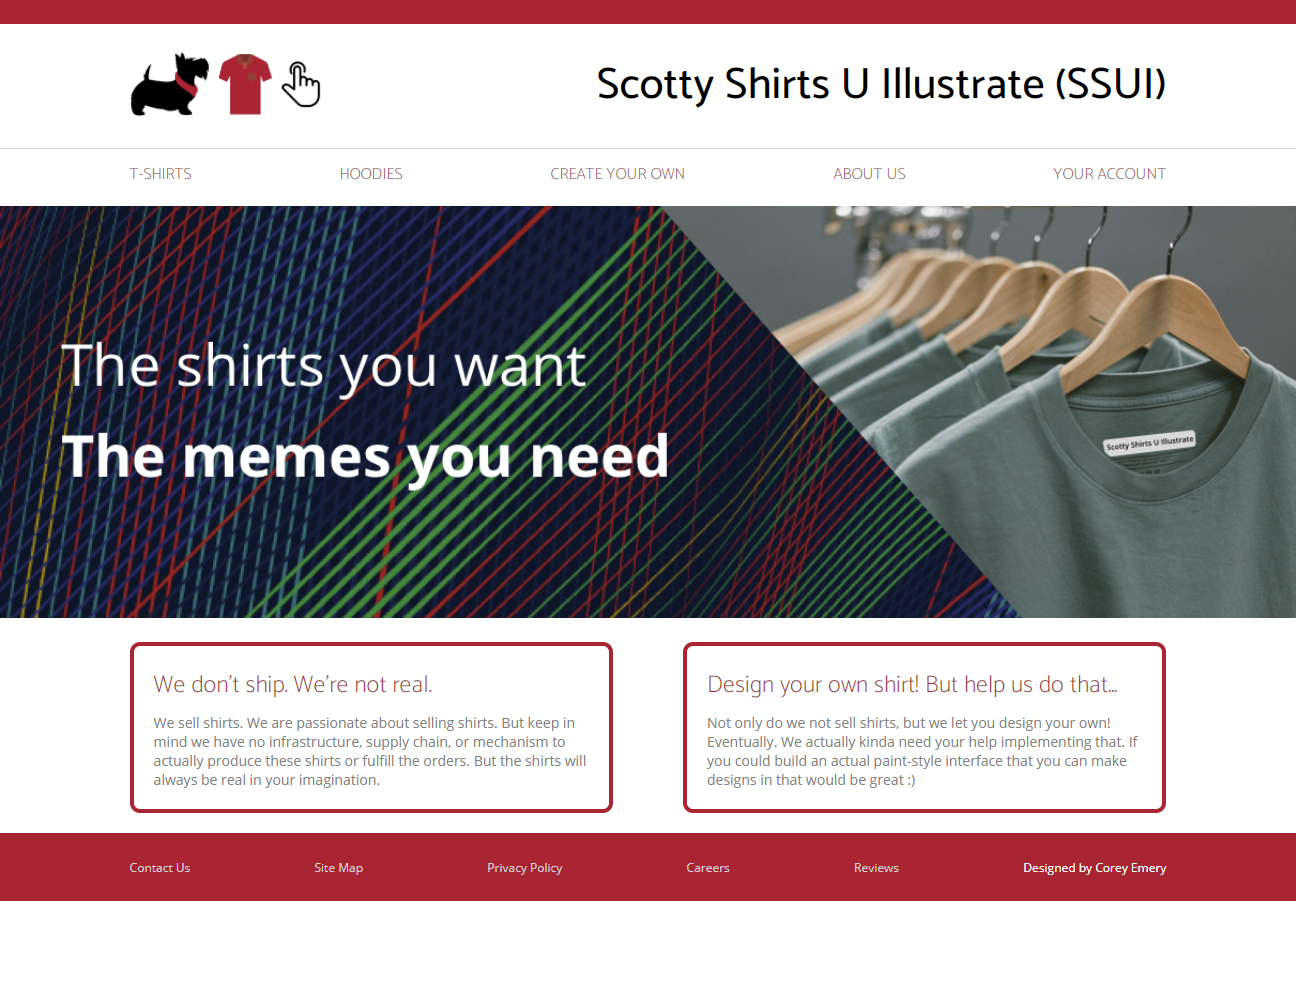 Scotty Shirts U Illustrate (SSUI)
T-SHIRTS
HOODIES
CREATE YOUR OWN
ABOUT US
YOUR ACCOUNT
The shirts you want
The memes you need
Scotty Shirts U Illustrate
We don't ship. We're not real.
We sell shirts. We are passionate about selling shirts. But keep in
mind we have no infrastructure, supply chain, or mechanism to
actually produce these shirts or fulfill the orders. But the shirts will
always be real in your imagination.
Design your own shirt! But help us do that...
Not only do we not sell shirts, but we let you design your own!
Eventually. We actually kinda need your help implementing that. If
you could build an actual paint-style interface that you can make
designs in that would be great :)
Contact Us
Site Map
Privacy Policy
Careers
Reviews
Designed by Corey Emery